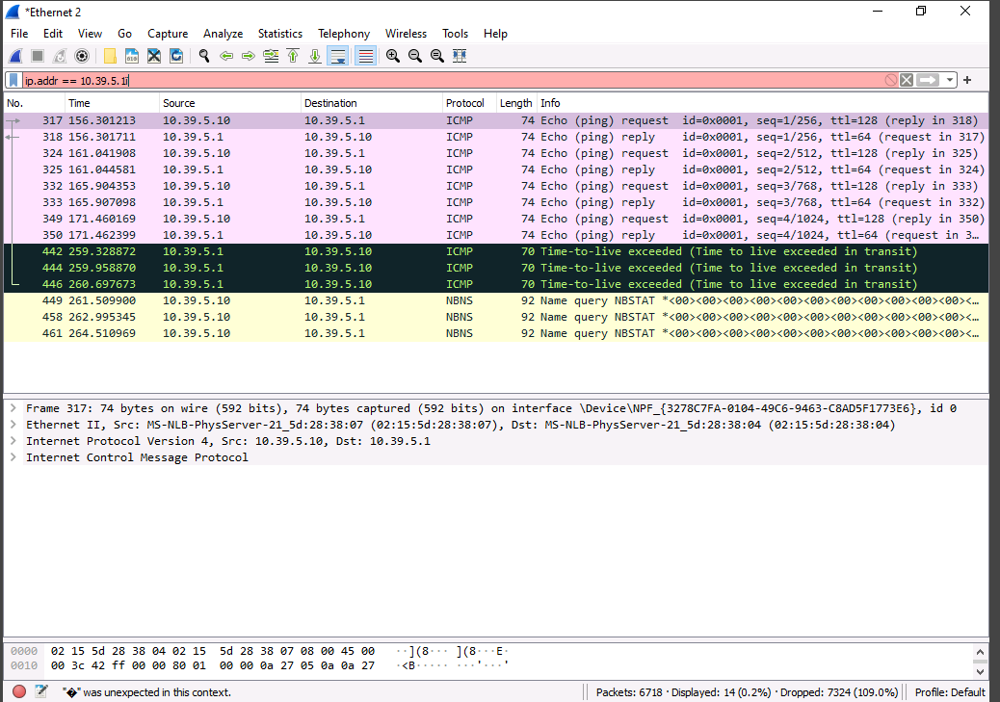 *Ethernet 2
File Edit View Go Capture Analyze Statistics Telephony Wireless Tools Help
ip.addr == 10.39.5.1i
No. Time Source Destination Protocol Length Info
317 156.301213 10.39.5.10 10.39.5.1 ICMP 74 Echo (ping) request id=0x0001, seq=1/256, ttl=128 (reply in 318)
318 156.301711 10.39.5.1 10.39.5.10 ICMP 74 Echo (ping) reply id=0x0001, seq=1/256, ttl=64 (request in 317)
324 161.041908 10.39.5.10 10.39.5.1 ICMP 74 Echo (ping) request id=0x0001, seq=2/512, ttl=128 (reply in 325)
325 161.044581 10.39.5.1 10.39.5.10 ICMP 74 Echo (ping) reply id=0x0001, seq=2/512, ttl=64 (request in 324)
332 165.904353 10.39.5.10 10.39.5.1 ICMP 74 Echo (ping) request id=0x0001, seq=3/768, ttl=128 (reply in 333)
333 165.907098 10.39.5.1 10.39.5.10 ICMP 74 Echo (ping) reply id=0x0001, seq=3/768, ttl=64 (request in 332)
349 171.460169 10.39.5.10 10.39.5.1 ICMP 74 Echo (ping) request id=0x0001, seq=4/1024, ttl=128 (reply in 350)
350 171.462399 10.39.5.1 10.39.5.10 ICMP 74 Echo (ping) reply id=0x0001, seq=4/1024, ttl=64 (request in 3…
442 259.328872 10.39.5.1 10.39.5.10 ICMP 70 Time-to-live exceeded (Time to live exceeded in transit)
444 259.958870 10.39.5.1 10.39.5.10 ICMP 70 Time-to-live exceeded (Time to live exceeded in transit)
446 260.697673 10.39.5.1 10.39.5.10 ICMP 70 Time-to-live exceeded (Time to live exceeded in transit)
449 261.509900 10.39.5.10 10.39.5.1 NBNS 92 Name query NBSTAT *<00><00><00><00><00><00><00><00><00><00><00><…
458 262.995345 10.39.5.10 10.39.5.1 NBNS 92 Name query NBSTAT *<00><00><00><00><00><00><00><00><00><00><00><…
461 264.510969 10.39.5.10 10.39.5.1 NBNS 92 Name query NBSTAT *<00><00><00><00><00><00><00><00><00><00><00><…
Frame 317: 74 bytes on wire (592 bits), 74 bytes captured (592 bits) on interface \Device\NPF_{3278C7FA-0104-49C6-9463-C8AD5F1773E6}, id 0
Ethernet II, Src: MS-NLB-PhysServer-21_5d:28:38:07 (02:15:5d:28:38:07), Dst: MS-NLB-PhysServer-21_5d:28:38:04 (02:15:5d:28:38:04)
Internet Protocol Version 4, Src: 10.39.5.10, Dst: 10.39.5.1
Internet Control Message Protocol
0000 02 15 5d 28 38 04 02 15 5d 28 38 07 08 00 45 00 ··](8··· ](8···E·
0010 00 3c 42 ff 00 00 80 01 00 00 0a 27 05 0a 0a 27 ·<B····· ···'···'
"�" was unexpected in this context.
Packets: 6718 · Displayed: 14 (0.2%) · Dropped: 7324 (109.0%)
Profile: Default